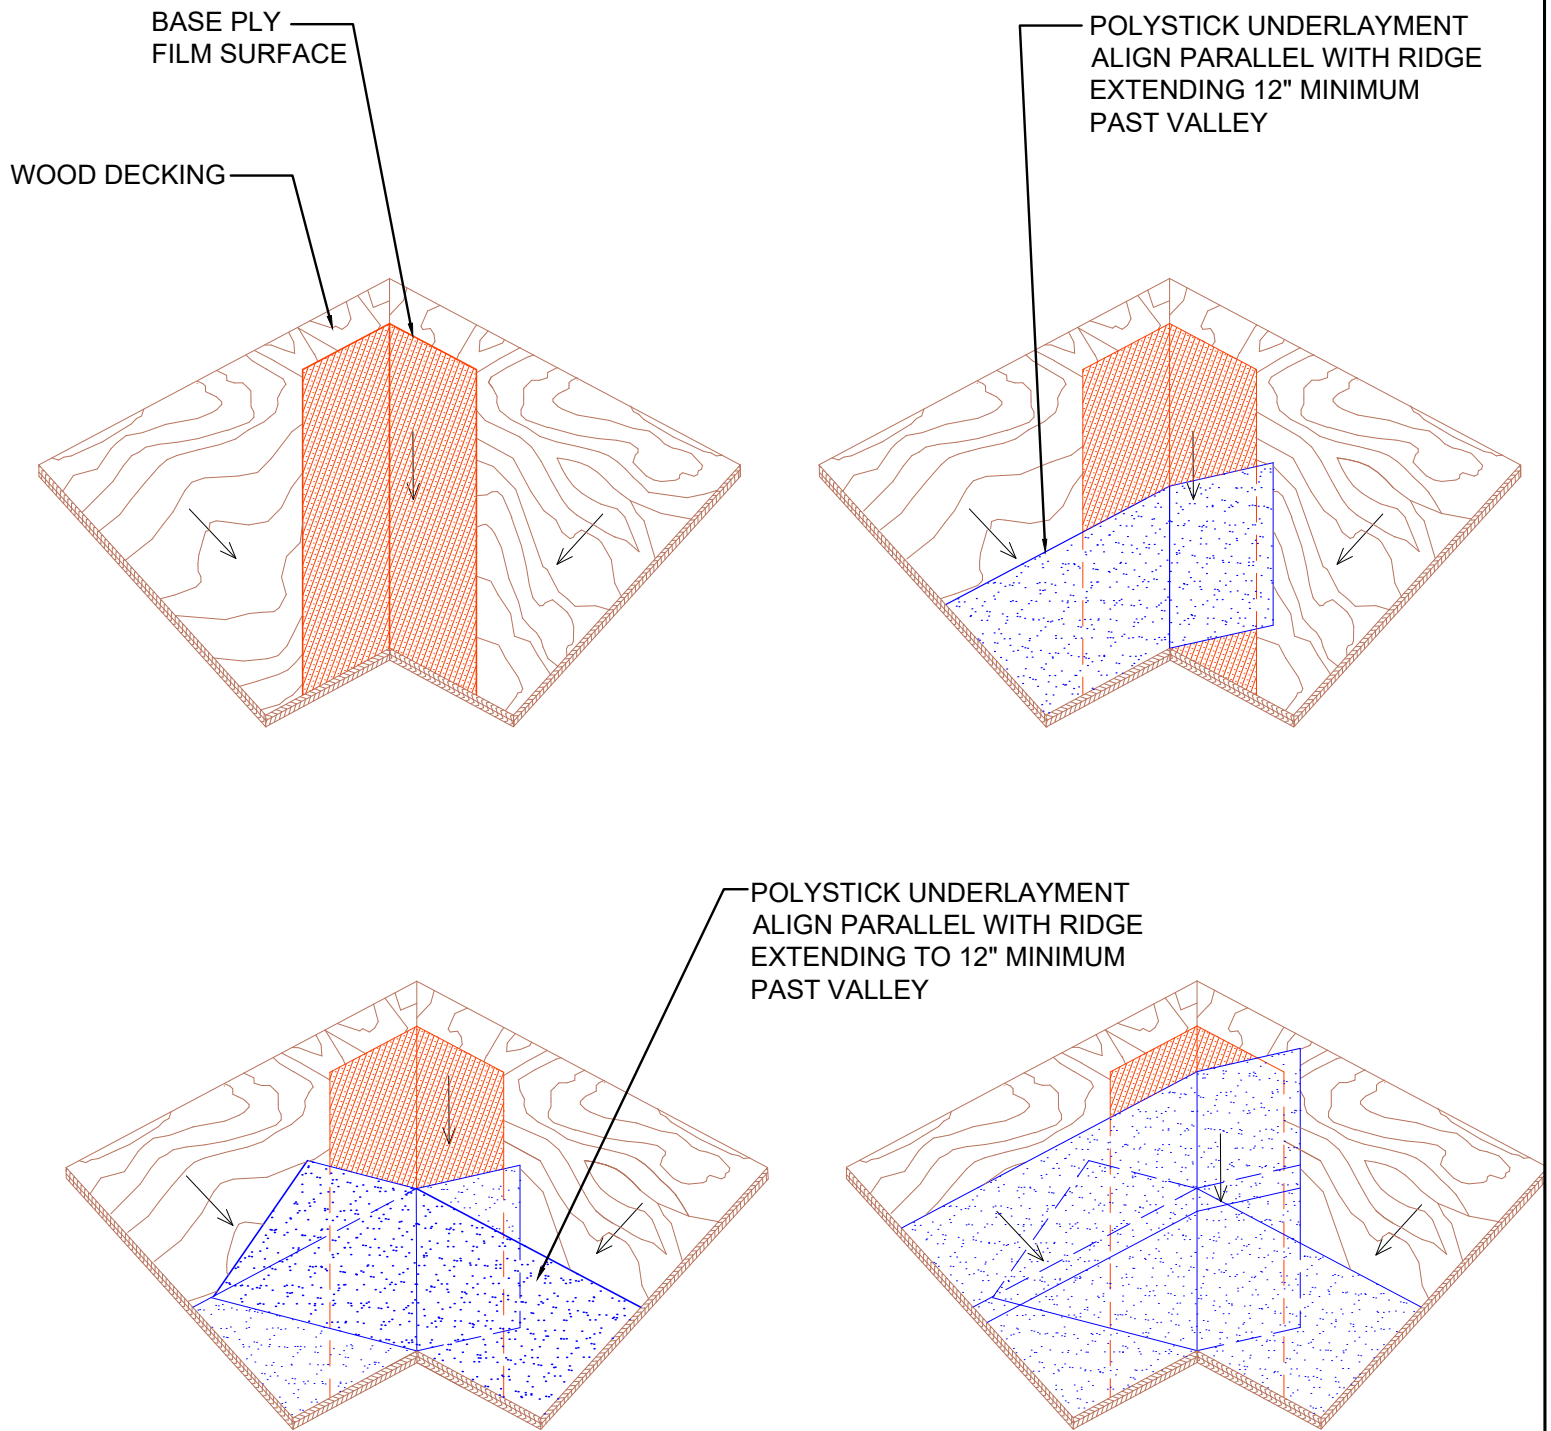 BASE PLY
FILM SURFACE
WOOD DECKING
POLYSTICK UNDERLAYMENT
ALIGN PARALLEL WITH RIDGE
EXTENDING 12" MINIMUM
PAST VALLEY
POLYSTICK UNDERLAYMENT
ALIGN PARALLEL WITH RIDGE
EXTENDING TO 12" MINIMUM
PAST VALLEY